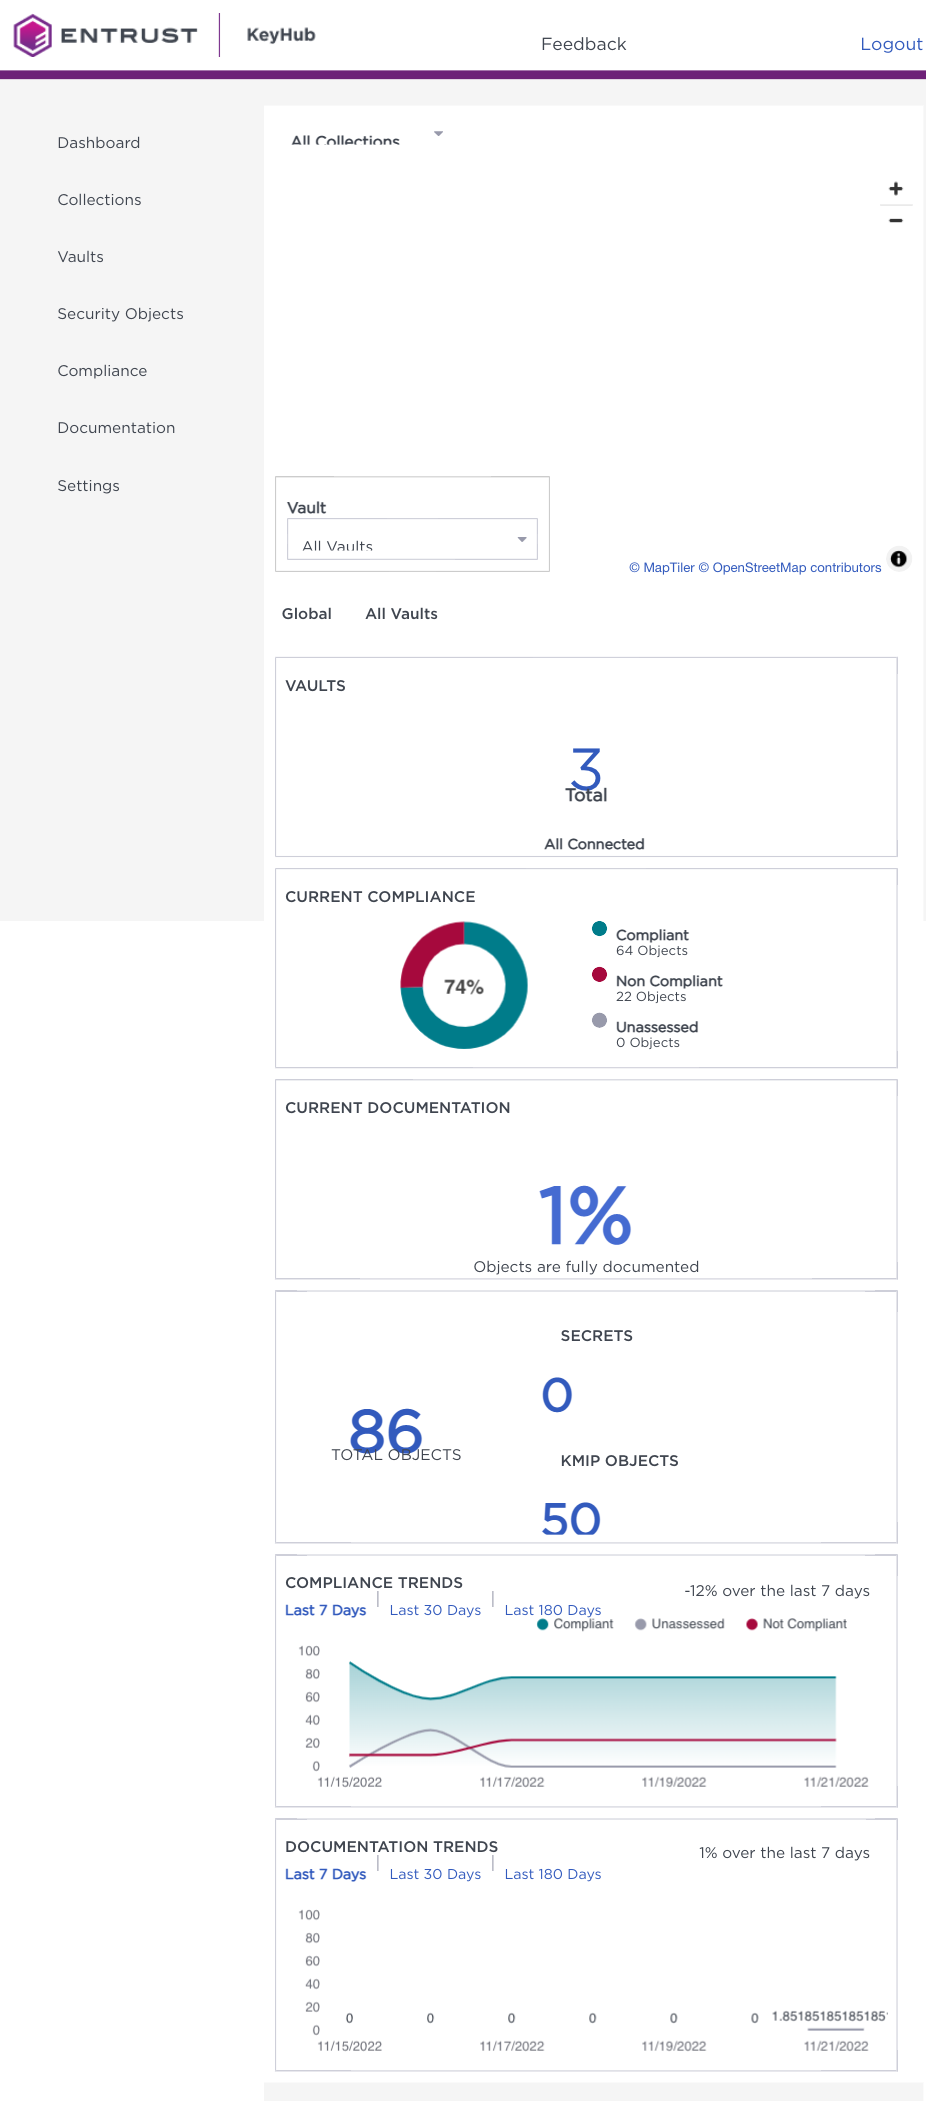 ENTRUST KeyHub Feedback Logout
Dashboard
Collections
Vaults
Security Objects
Compliance
Documentation
Settings
All Collections
+
−
Vault
All Vaults
© MapTiler © OpenStreetMap contributors
Global All Vaults
VAULTS
3
Total
All Connected
CURRENT COMPLIANCE
74%
Compliant
64 Objects
Non Compliant
22 Objects
Unassessed
0 Objects
CURRENT DOCUMENTATION
1%
Objects are fully documented
86
TOTAL OBJECTS
SECRETS
0
KMIP OBJECTS
50
COMPLIANCE TRENDS
-12% over the last 7 days
Last 7 Days | Last 30 Days | Last 180 Days
Compliant Unassessed Not Compliant
100
80
60
40
20
0
11/15/2022 11/17/2022 11/19/2022 11/21/2022
DOCUMENTATION TRENDS
1% over the last 7 days
Last 7 Days | Last 30 Days | Last 180 Days
100
80
60
40
20
0
0 0 0 0 0 0 1.85185185185185
11/15/2022 11/17/2022 11/19/2022 11/21/2022